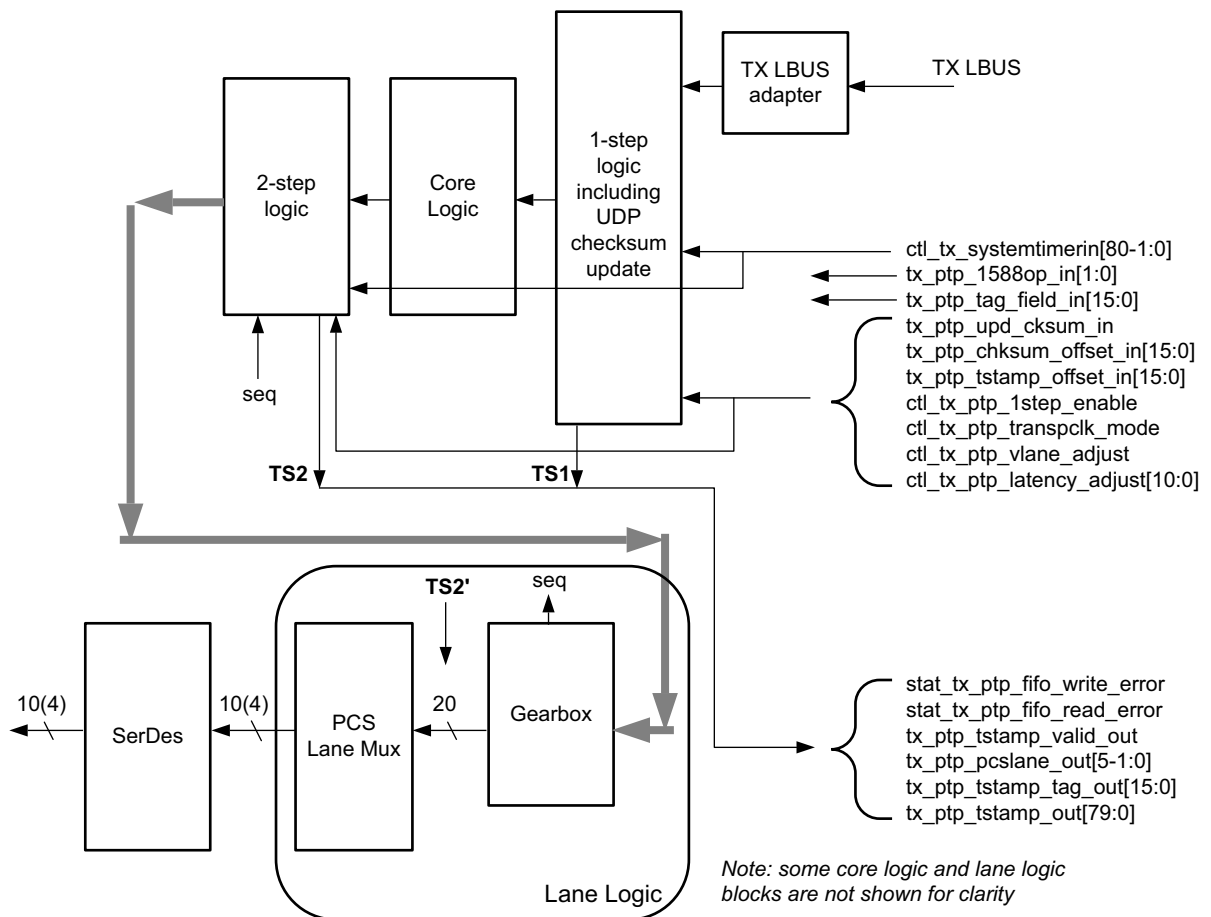 TX LBUS
adapter
TX LBUS
2-step
logic
Core
Logic
1-step
logic
including
UDP
checksum
update
ctl_tx_systemtimerin[80-1:0]
tx_ptp_1588op_in[1:0]
tx_ptp_tag_field_in[15:0]
tx_ptp_upd_cksum_in
tx_ptp_chksum_offset_in[15:0]
tx_ptp_tstamp_offset_in[15:0]
ctl_tx_ptp_1step_enable
ctl_tx_ptp_transpclk_mode
ctl_tx_ptp_vlane_adjust
ctl_tx_ptp_latency_adjust[10:0]
seq
TS2
TS1
TS2'
seq
10(4)
SerDes
10(4)
PCS
Lane Mux
20
Gearbox
Lane Logic
stat_tx_ptp_fifo_write_error
stat_tx_ptp_fifo_read_error
tx_ptp_tstamp_valid_out
tx_ptp_pcslane_out[5-1:0]
tx_ptp_tstamp_tag_out[15:0]
tx_ptp_tstamp_out[79:0]
Note: some core logic and lane logic
blocks are not shown for clarity